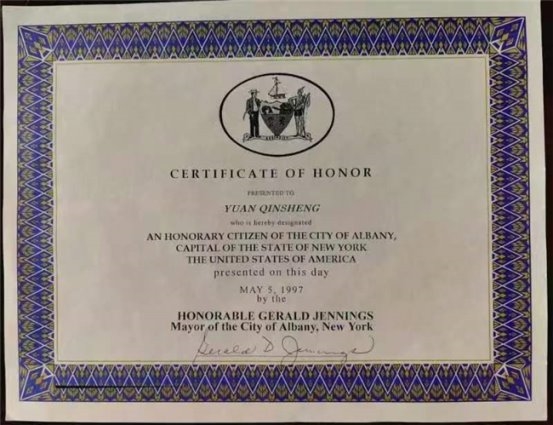 CERTIFICATE OF HONOR
PRESENTED TO
YUAN QINSHENG
who is hereby designated
AN HONORARY CITIZEN OF THE CITY OF ALBANY,
CAPITAL OF THE STATE OF NEW YORK
THE UNITED STATES OF AMERICA
presented on this day
MAY 5, 1997
by the
HONORABLE GERALD JENNINGS
Mayor of the City of Albany, New York
Gerald D. Jennings